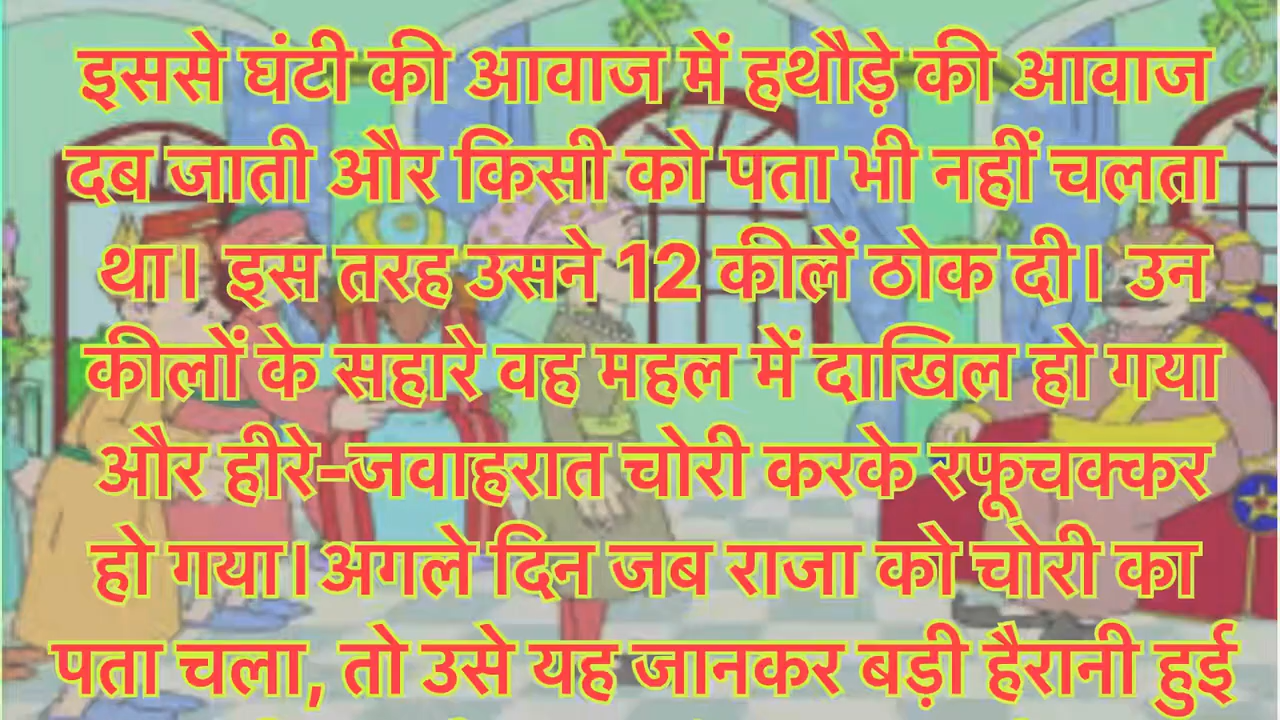 इससे घंटी की आवाज में हथौड़े की आवाज
दब जाती और किसी को पता भी नहीं चलता
था। इस तरह उसने 12 कीलें ठोक दी। उन
कीलों के सहारे वह महल में दाखिल हो गया
और हीरे-जवाहरात चोरी करके रफूचक्कर
हो गया।अगले दिन जब राजा को चोरी का
पता चला, तो उसे यह जानकर बड़ी हैरानी हुई